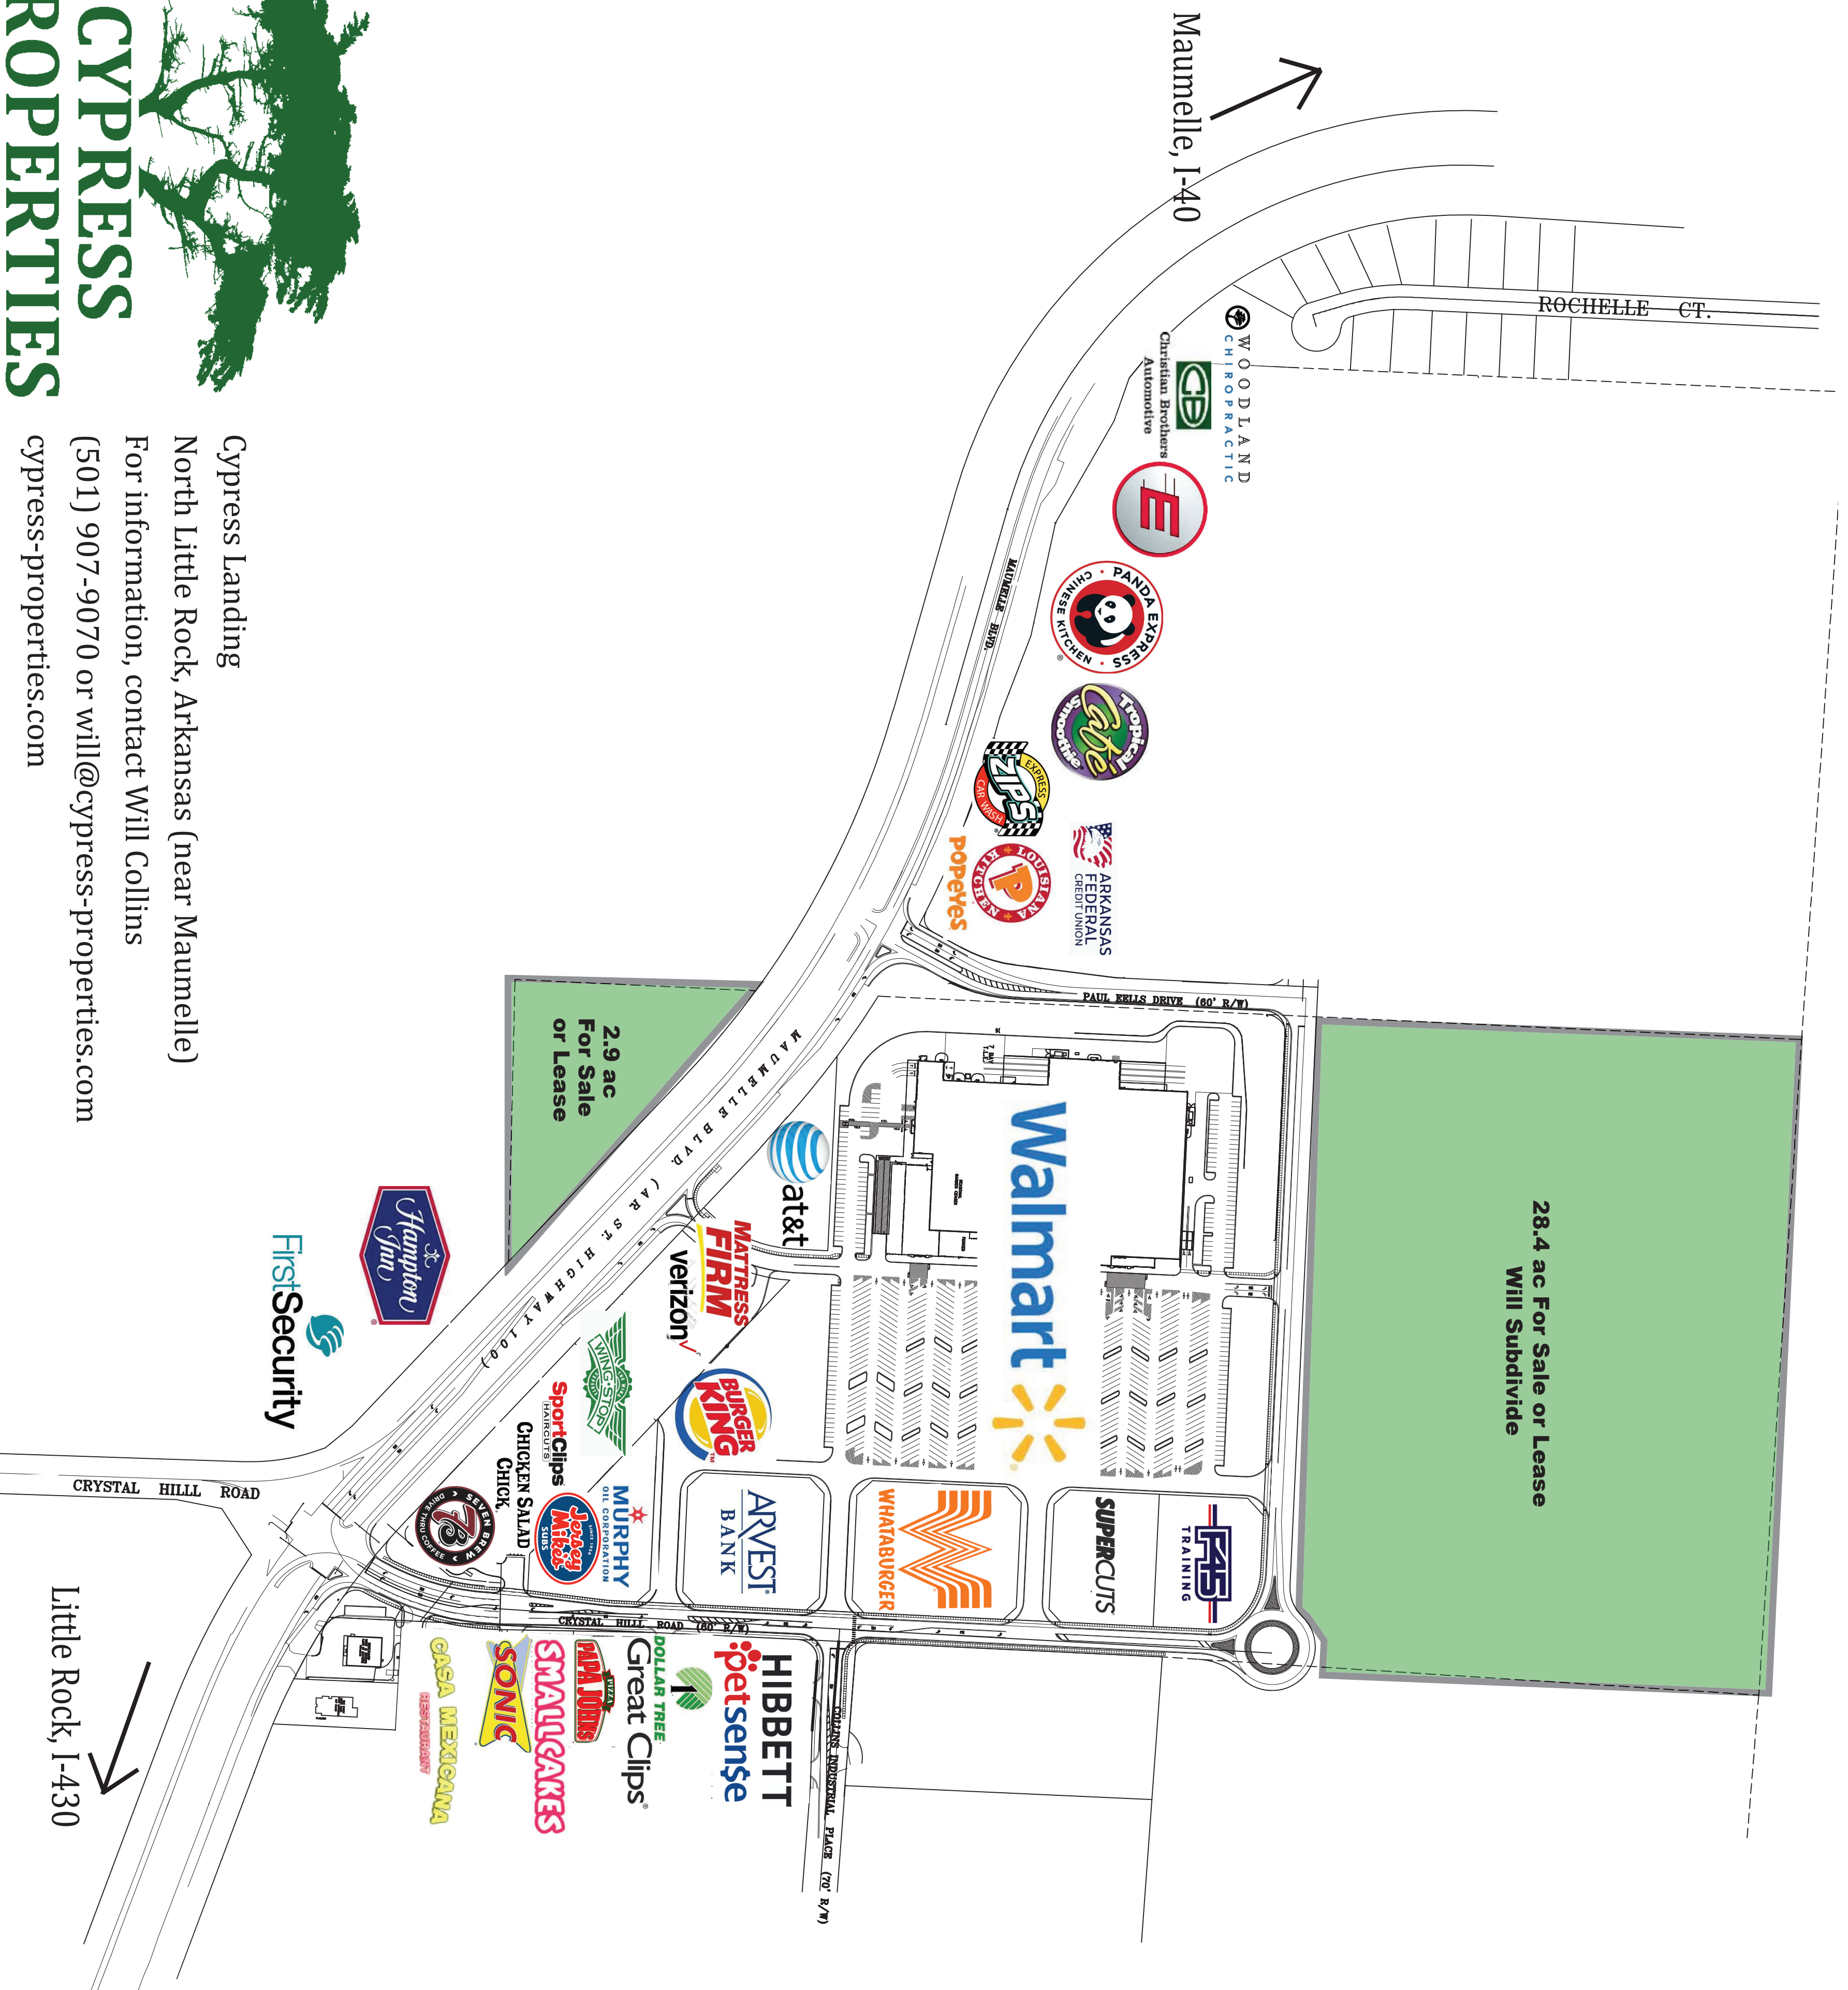 Maumelle, I-40
ROCHELLE CT.
WOODLAND
CHIROPRACTIC
CB
Christian Brothers
Automotive
E
PANDA EXPRESS
CHINESE KITCHEN
Tropical
Smoothie
Cafe
EXPRESS
ZIPS
CAR WASH
LOUISIANA
KITCHEN
P
POPEYES
ARKANSAS
FEDERAL
CREDIT UNION
MAUMELLE BLVD.
PAUL EELLS DRIVE (60' R/W)
28.4 ac For Sale or Lease
Will Subdivide
2.9 ac
For Sale
or Lease
MAUMELLE BLVD. (AR ST. HIGHWAY 100)
Walmart
at&t
MATTRESS
FIRM
verizon
BURGER
KING
WING·STOP
SportClips
HAIRCUTS
CHICKEN SALAD
CHICK
SEVEN BREW
7B
DRIVE THRU COFFEE
MURPHY
OIL CORPORATION
SINCE 1956
Jersey
Mike's
SUBS
ARVEST
BANK
WHATABURGER
SUPERCUTS
F45
TRAINING
Hampton
Inn
FirstSecurity
CRYSTAL HILLL ROAD
CRYSTAL HILL ROAD (60' R/W)
COLLINS INDUSTRIAL PLACE (70' R/W)
HIBBETT
petsense
DOLLAR TREE
1
Great Clips
PIZZA
PAPA JOHNS
SMALLCAKES
SONIC
CASA MEXICANA
RESTAURANT
Little Rock, I-430
CYPRESS
ROPERTIES
Cypress Landing
North Little Rock, Arkansas (near Maumelle)
For information, contact Will Collins
(501) 907-9070 or will@cypress-properties.com
cypress-properties.com